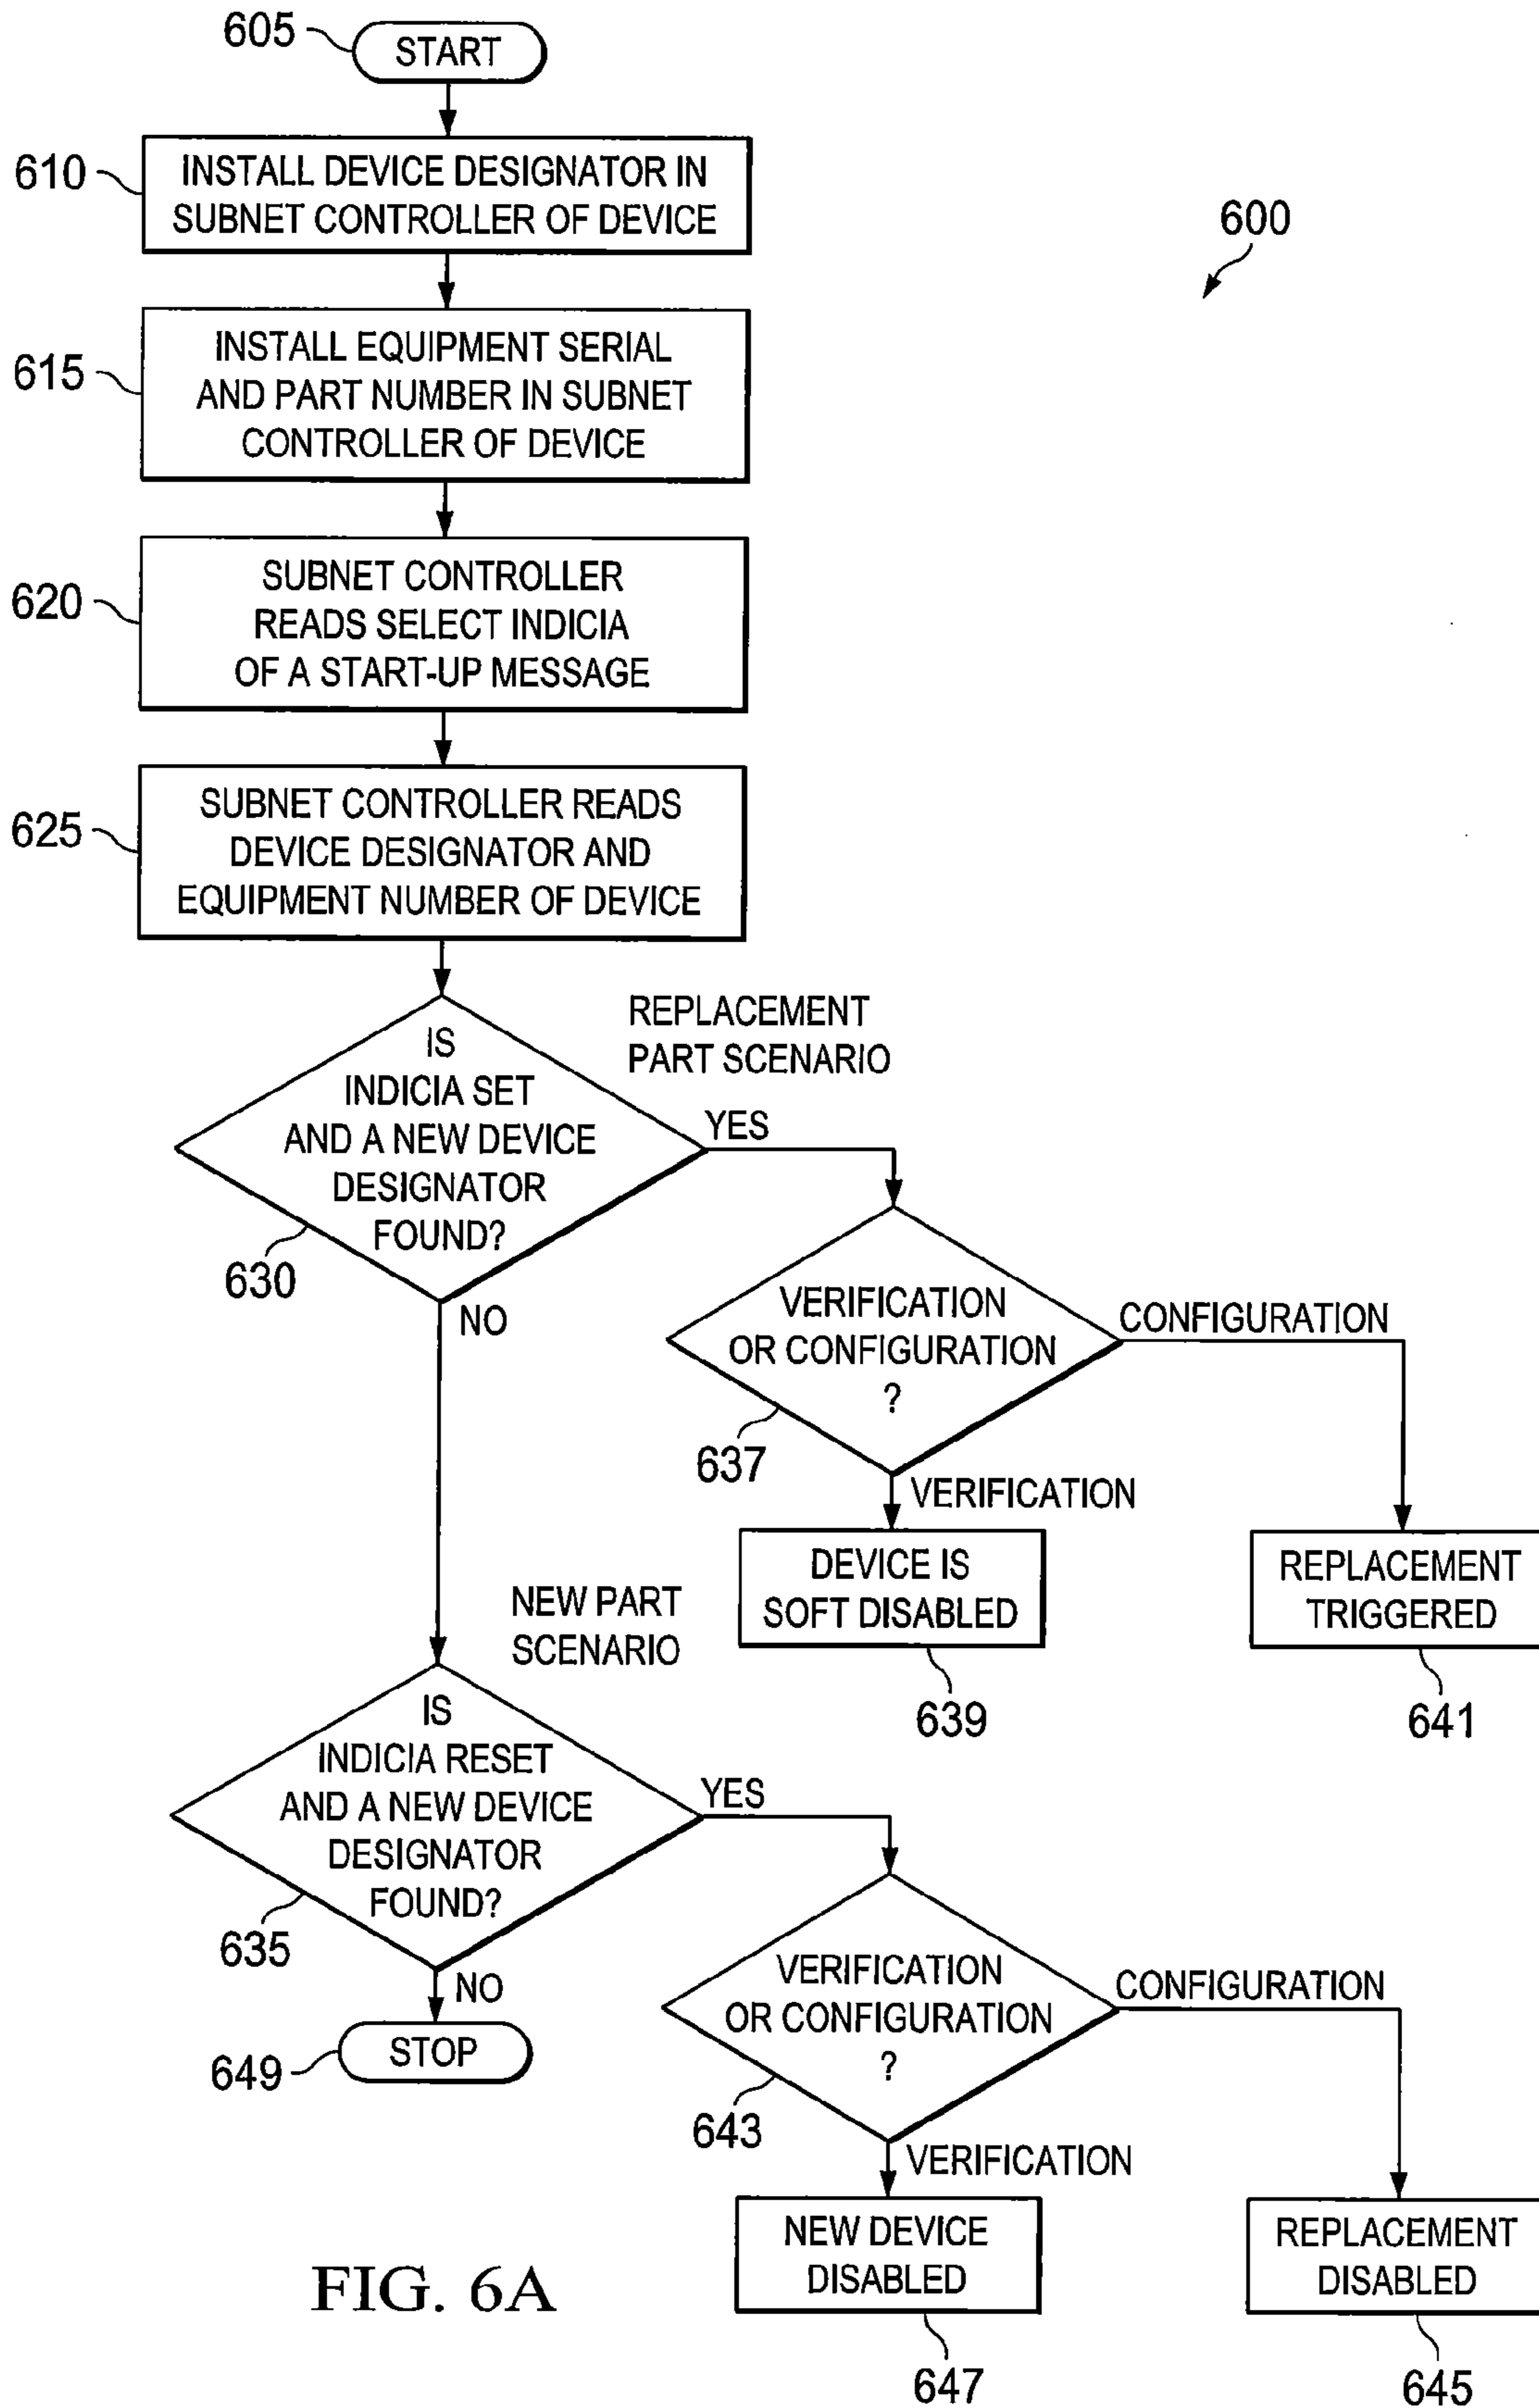 605
START
610
INSTALL DEVICE DESIGNATOR IN
SUBNET CONTROLLER OF DEVICE
600
615
INSTALL EQUIPMENT SERIAL
AND PART NUMBER IN SUBNET
CONTROLLER OF DEVICE
620
SUBNET CONTROLLER
READS SELECT INDICIA
OF A START-UP MESSAGE
625
SUBNET CONTROLLER READS
DEVICE DESIGNATOR AND
EQUIPMENT NUMBER OF DEVICE
IS
INDICIA SET
AND A NEW DEVICE
DESIGNATOR
FOUND?
630
REPLACEMENT
PART SCENARIO
YES
NO
VERIFICATION
OR CONFIGURATION
?
637
CONFIGURATION
VERIFICATION
DEVICE IS
SOFT DISABLED
639
REPLACEMENT
TRIGGERED
641
NEW PART
SCENARIO
IS
INDICIA RESET
AND A NEW DEVICE
DESIGNATOR
FOUND?
635
YES
NO
649
STOP
VERIFICATION
OR CONFIGURATION
?
643
CONFIGURATION
VERIFICATION
NEW DEVICE
DISABLED
647
REPLACEMENT
DISABLED
645
FIG. 6A